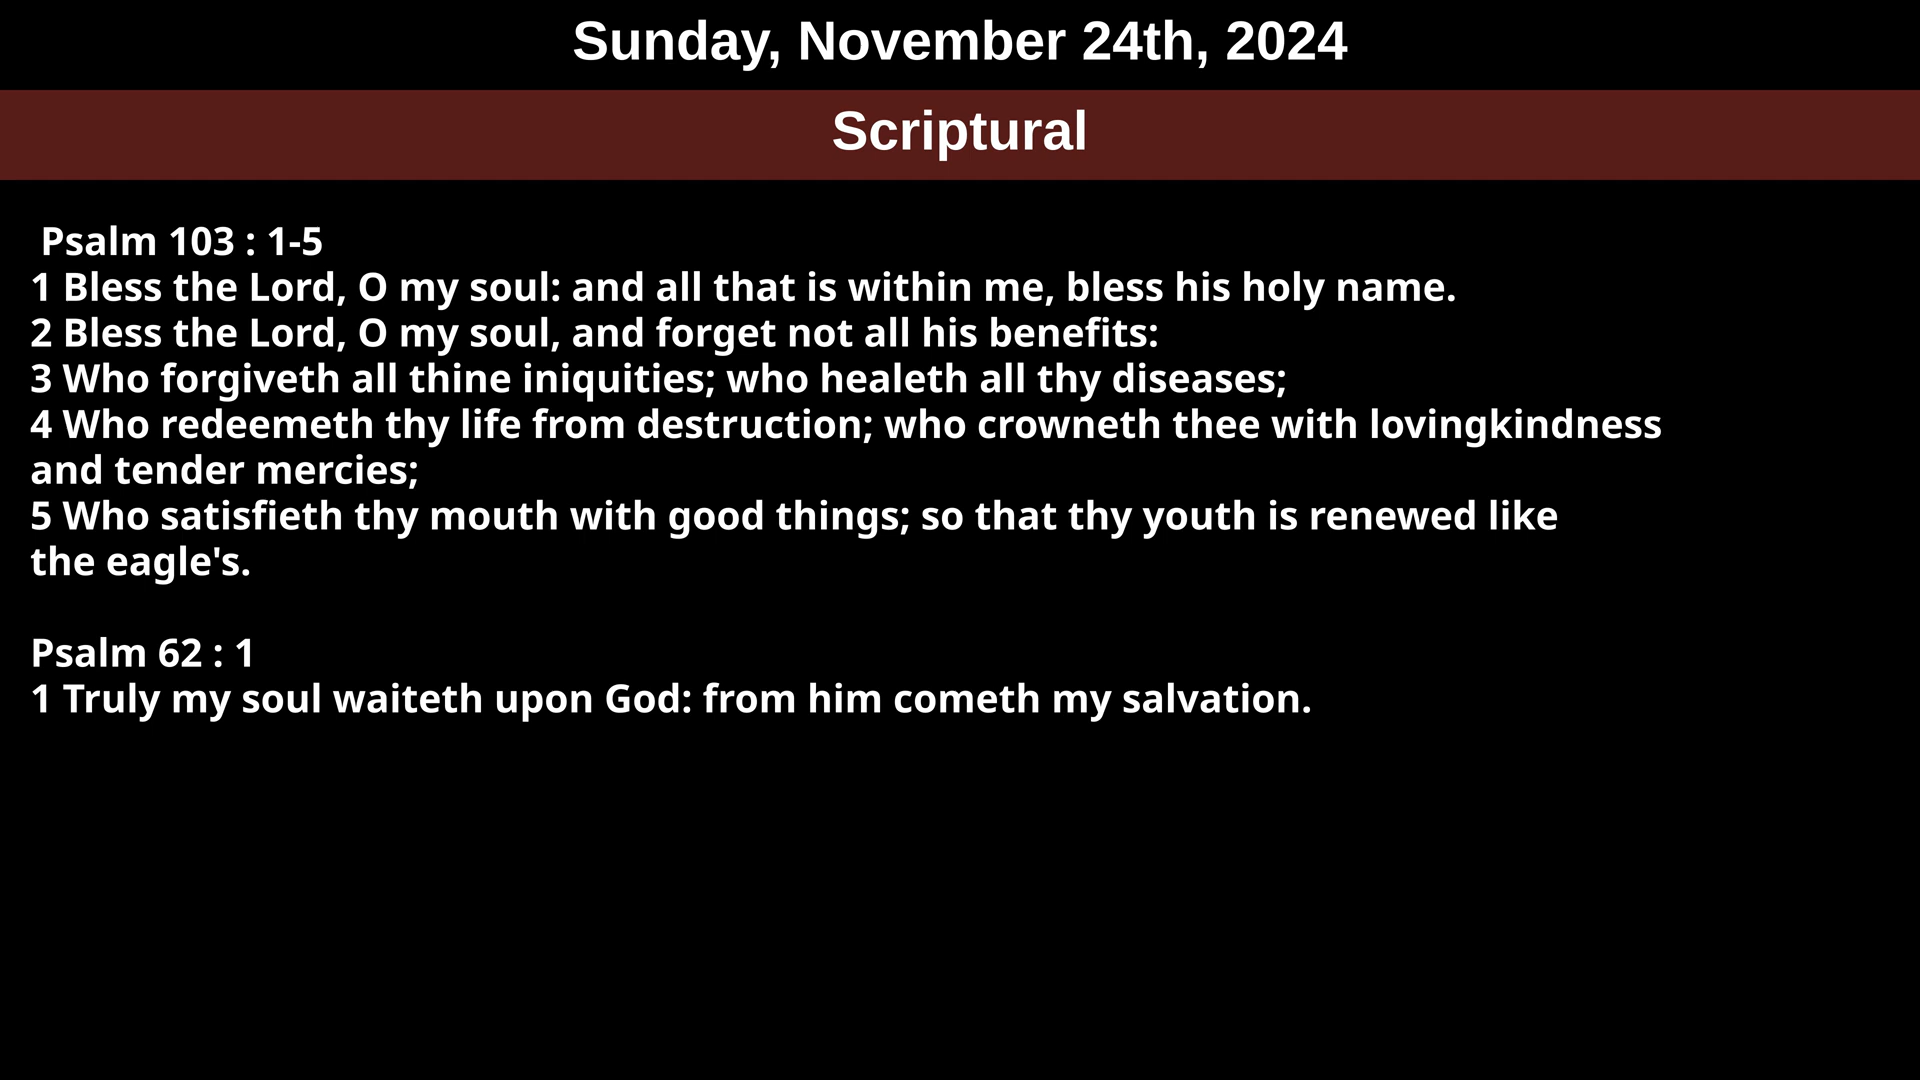 Sunday, November 24th, 2024
Scriptural
Psalm 103 : 1-5
1 Bless the Lord, O my soul: and all that is within me, bless his holy name.
2 Bless the Lord, O my soul, and forget not all his benefits:
3 Who forgiveth all thine iniquities; who healeth all thy diseases;
4 Who redeemeth thy life from destruction; who crowneth thee with lovingkindness
and tender mercies;
5 Who satisfieth thy mouth with good things; so that thy youth is renewed like
the eagle's.
Psalm 62 : 1
1 Truly my soul waiteth upon God: from him cometh my salvation.